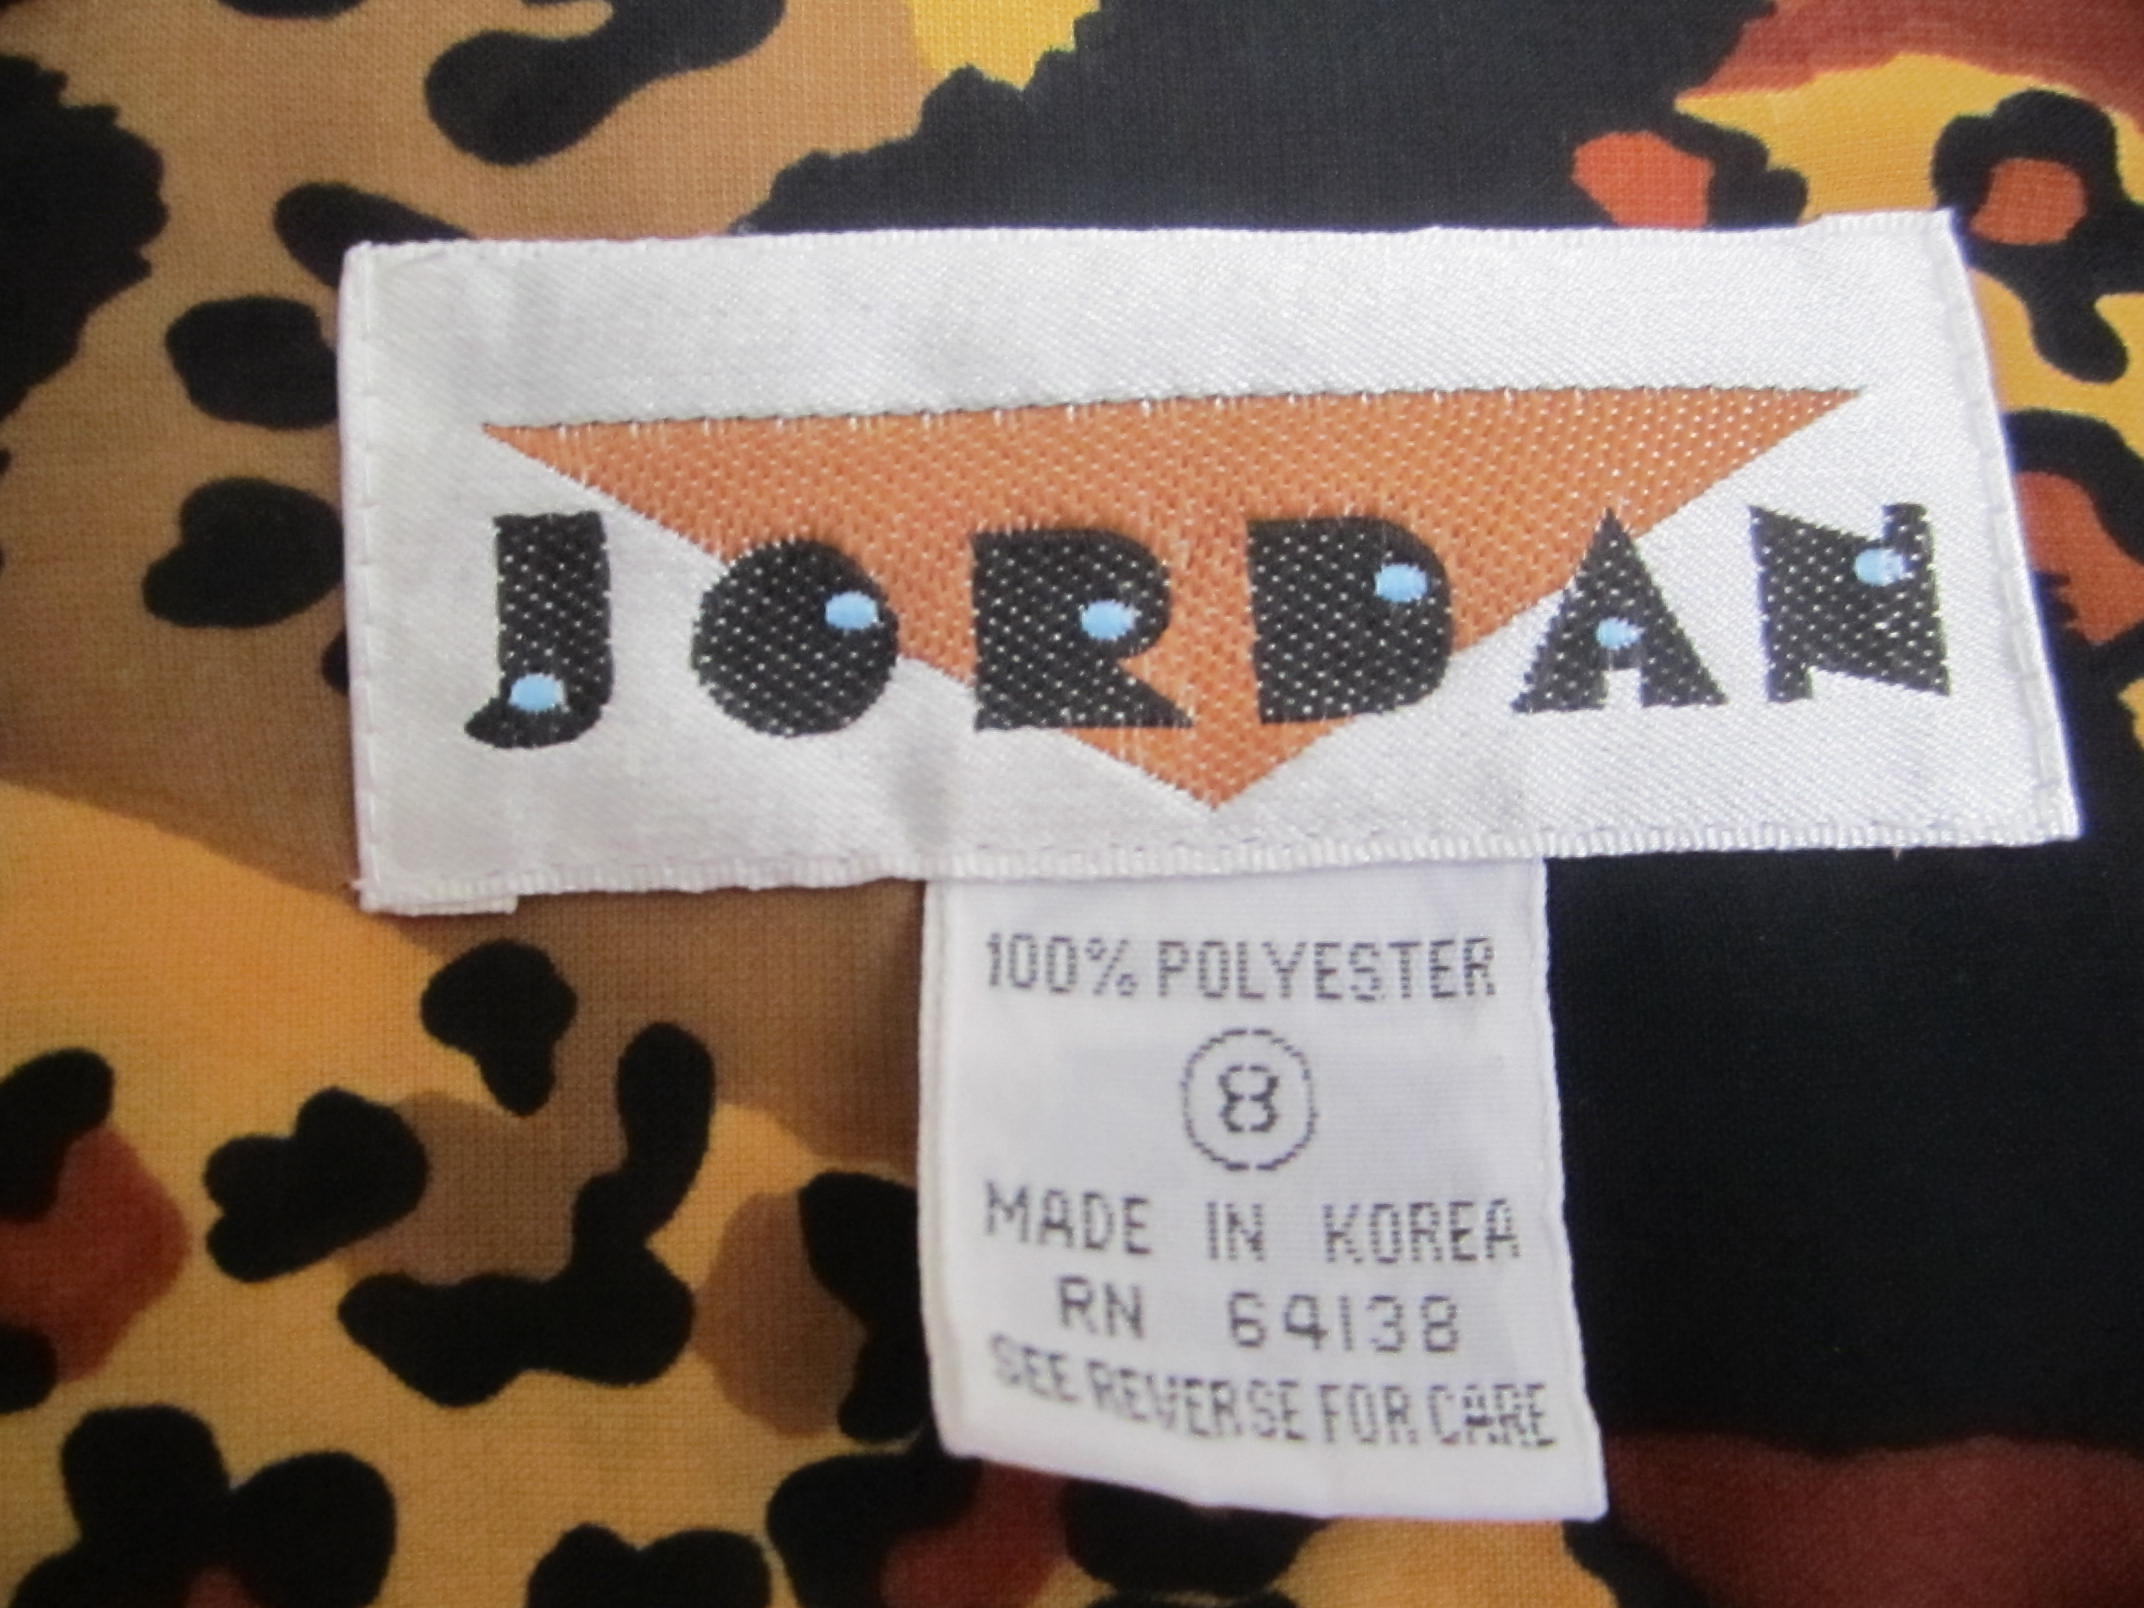 JORDAN
100% POLYESTER
8
MADE IN KOREA
RN 64138
SEE REVERSE FOR CARE